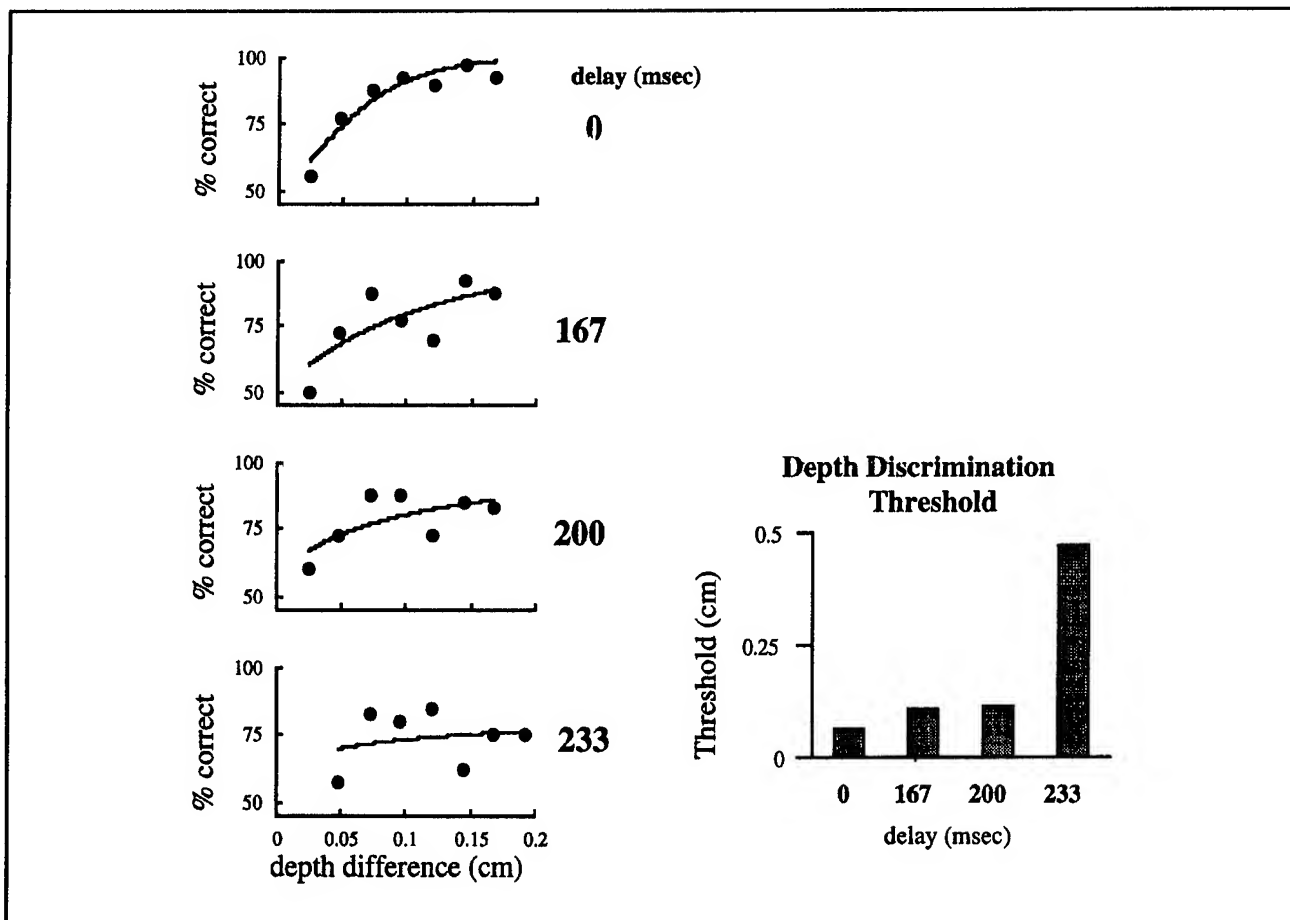 100
75
50
% correct
delay (msec)
0
100
75
50
% correct
167
100
75
50
% correct
200
100
75
50
% correct
233
0 0.05 0.1 0.15 0.2
depth difference (cm)
Depth Discrimination
Threshold
0.5
0.25
0
Threshold (cm)
0 167 200 233
delay (msec)